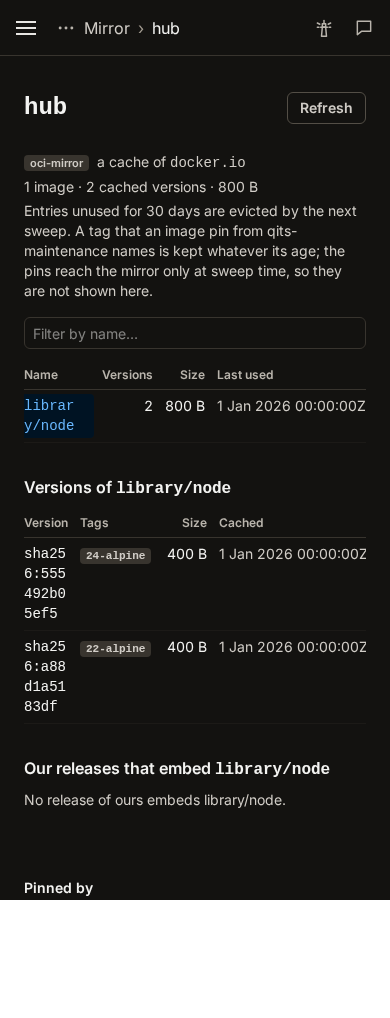 ... Mirror › hub
hub
Refresh
oci-mirror a cache of docker.io
1 image · 2 cached versions · 800 B
Entries unused for 30 days are evicted by the next
sweep. A tag that an image pin from qits-
maintenance names is kept whatever its age; the
pins reach the mirror only at sweep time, so they
are not shown here.
Filter by name...
Name Versions Size Last used
librar
y/node 2 800 B 1 Jan 2026 00:00:00Z
Versions of library/node
Version Tags Size Cached
sha25
6:555
492b0
5ef5 24-alpine 400 B 1 Jan 2026 00:00:00Z
sha25
6:a88
d1a51
83df 22-alpine 400 B 1 Jan 2026 00:00:00Z
Our releases that embed library/node
No release of ours embeds library/node.
Pinned by